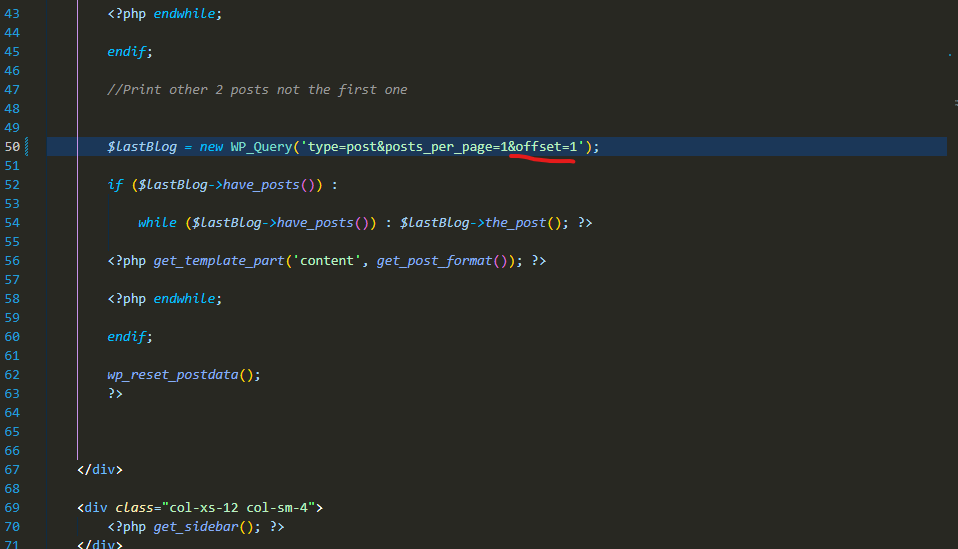 43 <?php endwhile;
44
45 endif;
46
47 //Print other 2 posts not the first one
48
49
50 $lastBlog = new WP_Query('type=post&posts_per_page=1&offset=1');
51
52 if ($lastBlog->have_posts()) :
53
54 while ($lastBlog->have_posts()) : $lastBlog->the_post(); ?>
55
56 <?php get_template_part('content', get_post_format()); ?>
57
58 <?php endwhile;
59
60 endif;
61
62 wp_reset_postdata();
63 ?>
64
65
66
67 </div>
68
69 <div class="col-xs-12 col-sm-4">
70 <?php get_sidebar(); ?>
71 </div>